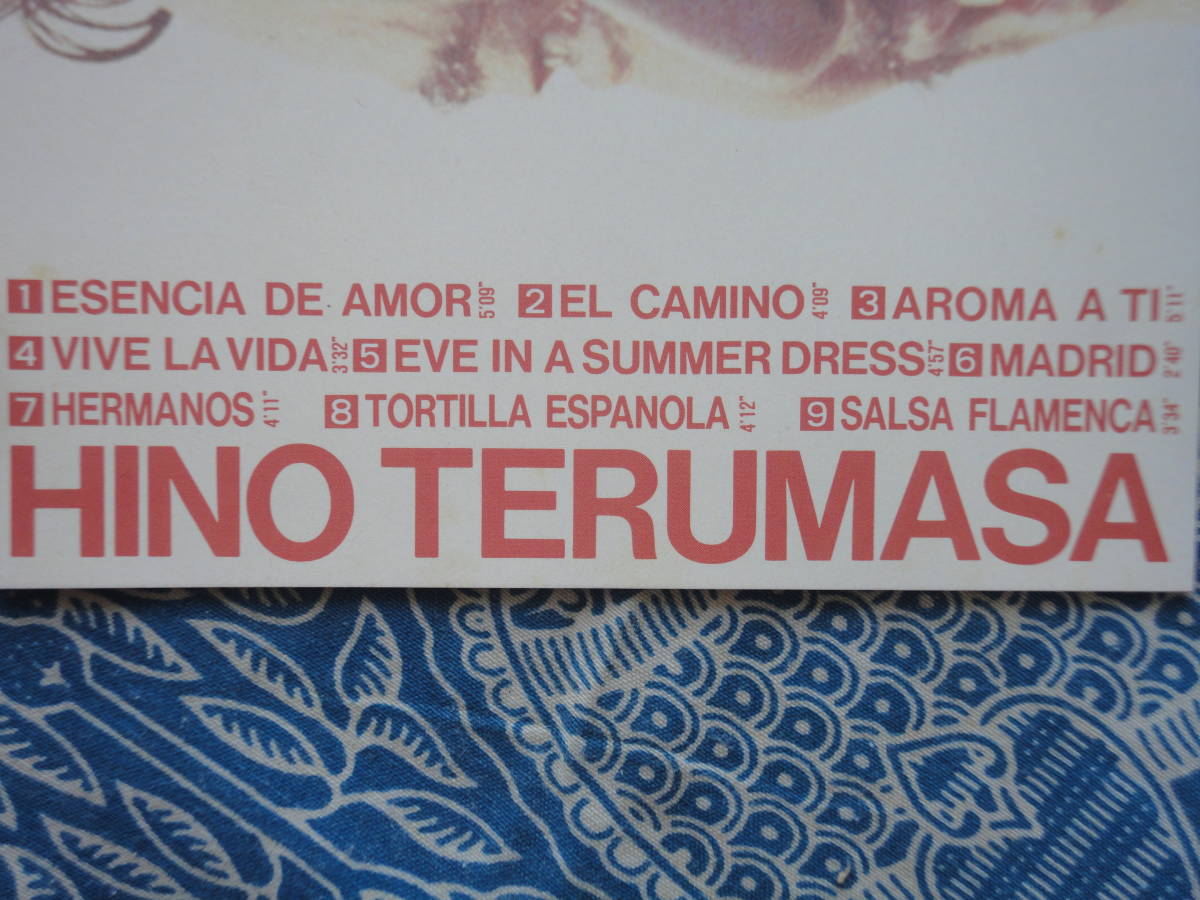 1 ESENCIA DE AMOR 5'09" 2 EL CAMINO 4'09" 3 AROMA A TI 5'11"
4 VIVE LA VIDA 3'32" 5 EVE IN A SUMMER DRESS 4'57" 6 MADRID 2'40"
7 HERMANOS 4'11" 8 TORTILLA ESPANOLA 4'12" 9 SALSA FLAMENCA 3'34"
HINO TERUMASA